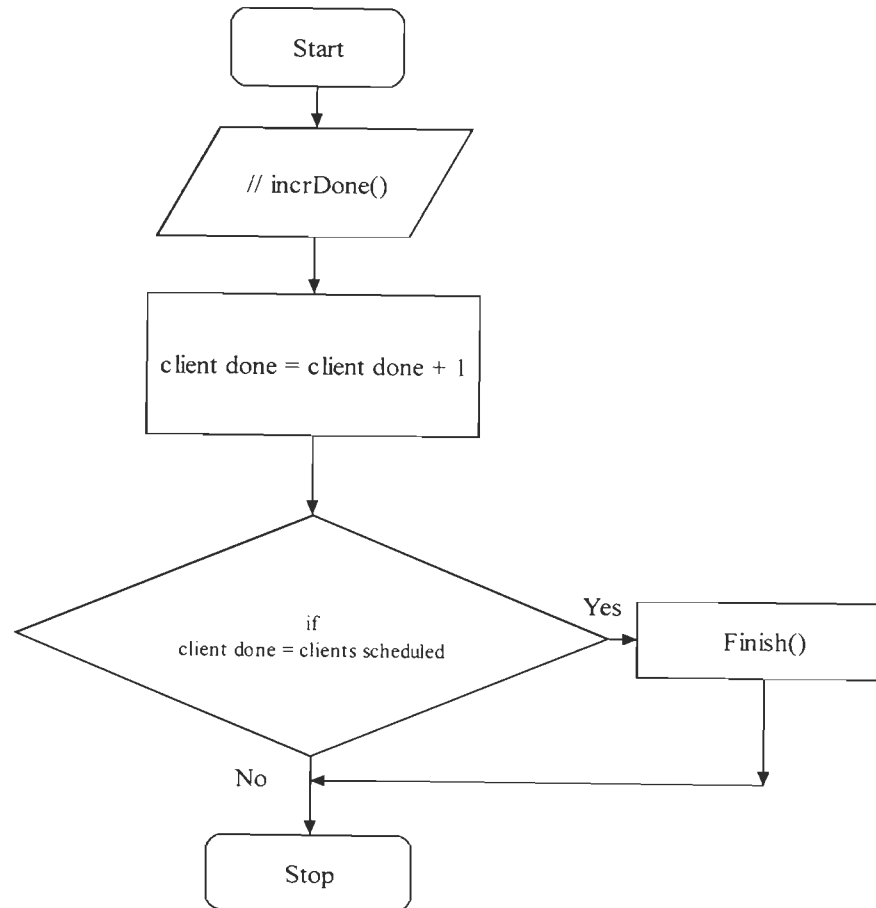 Start
// incrDone()
client done = client done + 1
if
client done = clients scheduled
Yes
Finish()
No
Stop